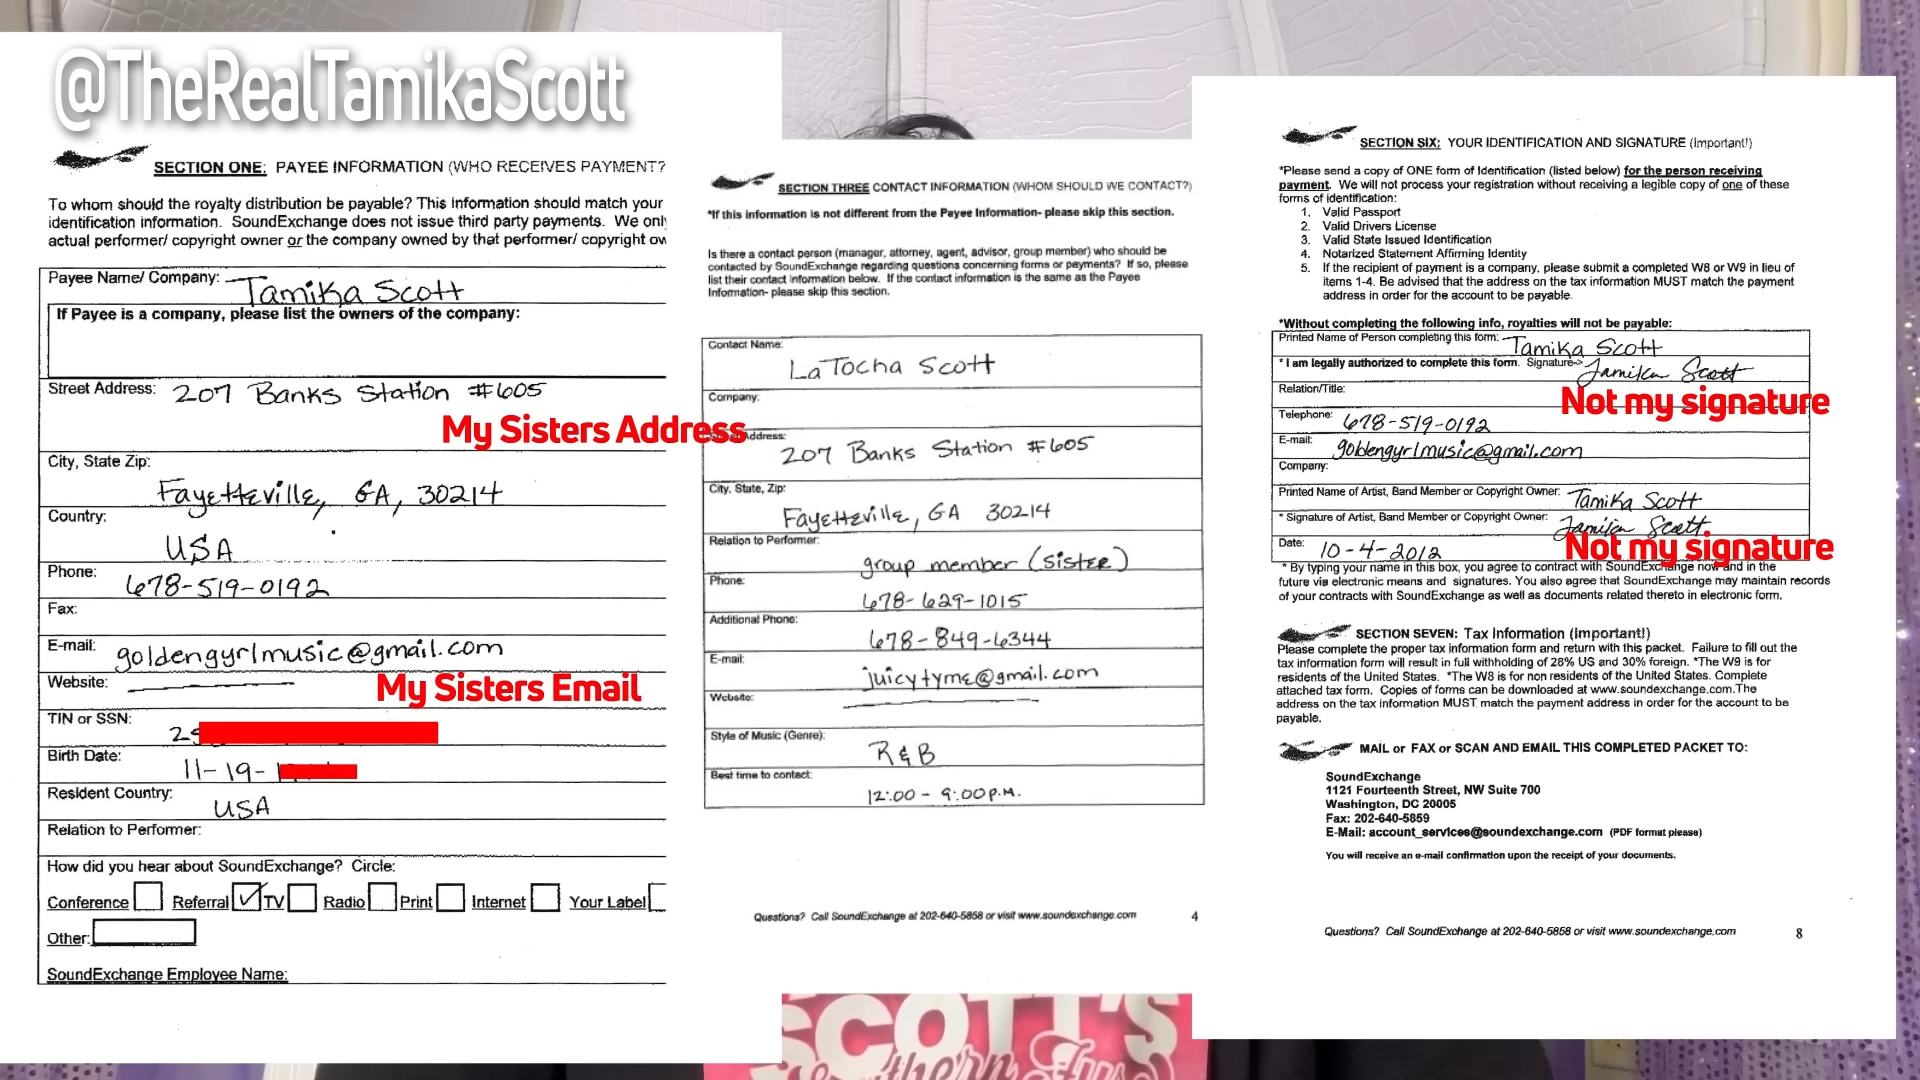 @TheRealTamikaScott
SECTION ONE: PAYEE INFORMATION (WHO RECEIVES PAYMENT?
To whom should the royalty distribution be payable? This information should match your
identification information. SoundExchange does not issue third party payments. We onl
actual performer/ copyright owner or the company owned by that performer/ copyright ow
Payee Name/ Company: Tamika Scott
If Payee is a company, please list the owners of the company:
Street Address: 207 Banks Station #605
My Sisters Address
City, State Zip:
Fayetteville, GA, 30214
Country:
USA
Phone:
678-519-0192
Fax:
E-mail: goldengyrlmusic@gmail.com
Website:
My Sisters Email
TIN or SSN:
Birth Date:
11-19-
Resident Country:
USA
Relation to Performer:
How did you hear about SoundExchange? Circle:
Conference Referral TV Radio Print Internet Your Label
Other:
SoundExchange Employee Name:
SECTION THREE CONTACT INFORMATION (WHOM SHOULD WE CONTACT?)
*If this information is not different from the Payee Information- please skip this section.
Is there a contact person (manager, attorney, agent, advisor, group member) who should be
contacted by SoundExchange regarding questions concerning forms or payments? If so, please
list their contact information below. If the contact information is the same as the Payee
Information- please skip this section.
Contact Name:
LaTocha Scott
Company:
Address:
207 Banks Station #605
City, State, Zip:
Fayetteville, GA 30214
Relation to Performer:
group member (sister)
Phone:
678-629-1015
Additional Phone:
678-849-6344
E-mail:
juicytyme@gmail.com
Website:
Style of Music (Genre):
R&B
Best time to contact:
12:00 - 9:00 P.M.
Questions? Call SoundExchange at 202-640-5858 or visit www.soundexchange.com 4
SECTION SIX: YOUR IDENTIFICATION AND SIGNATURE (Important!)
*Please send a copy of ONE form of Identification (listed below) for the person receiving
payment. We will not process your registration without receiving a legible copy of one of these
forms of identification:
1. Valid Passport
2. Valid Drivers License
3. Valid State Issued Identification
4. Notarized Statement Affirming Identity
5. If the recipient of payment is a company, please submit a completed W8 or W9 in lieu of
items 1-4. Be advised that the address on the tax information MUST match the payment
address in order for the account to be payable.
*Without completing the following info, royalties will not be payable:
Printed Name of Person completing this form: Tamika Scott
* I am legally authorized to complete this form. Signature-> Tamika Scott
Relation/Title:
Not my signature
Telephone: 678-519-0192
E-mail: goldengyrlmusic@gmail.com
Company:
Printed Name of Artist, Band Member or Copyright Owner: Tamika Scott
* Signature of Artist, Band Member or Copyright Owner: Tamika Scott
Date: 10-4-2012
Not my signature
* By typing your name in this box, you agree to contract with SoundExchange now and in the
future via electronic means and signatures. You also agree that SoundExchange may maintain records
of your contracts with SoundExchange as well as documents related thereto in electronic form.
SECTION SEVEN: Tax Information (Important!)
Please complete the proper tax information form and return with this packet. Failure to fill out the
tax information form will result in full withholding of 28% US and 30% foreign. *The W9 is for
residents of the United States. *The W8 is for non residents of the United States. Complete
attached tax form. Copies of forms can be downloaded at www.soundexchange.com.The
address on the tax information MUST match the payment address in order for the account to be
payable.
MAIL or FAX or SCAN AND EMAIL THIS COMPLETED PACKET TO:
SoundExchange
1121 Fourteenth Street, NW Suite 700
Washington, DC 20005
Fax: 202-640-5859
E-Mail: account_services@soundexchange.com (PDF format please)
You will receive an e-mail confirmation upon the receipt of your documents.
Questions? Call SoundExchange at 202-640-5858 or visit www.soundexchange.com 8
SCOTT'S